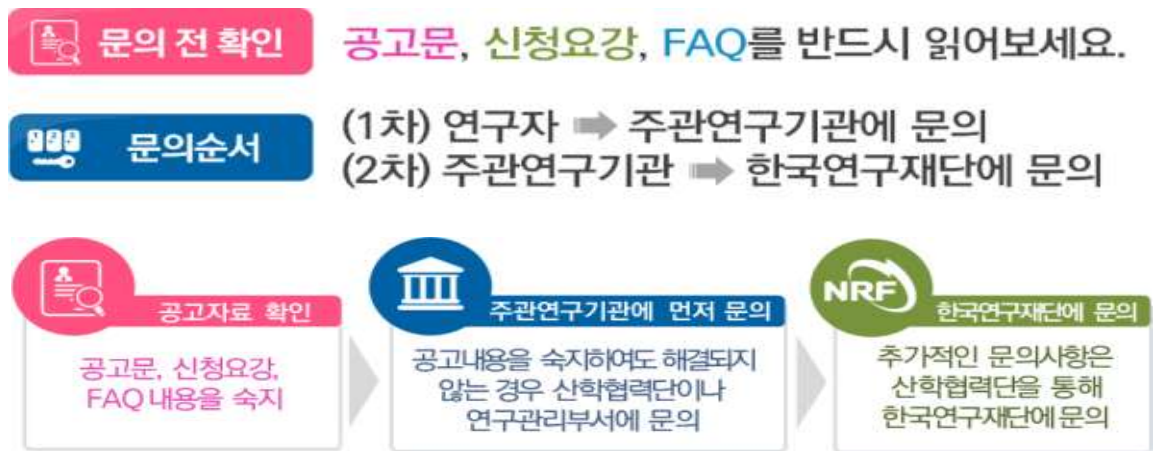 문의 전 확인
공고문, 신청요강, FAQ를 반드시 읽어보세요.
문의순서
(1차) 연구자 ➡ 주관연구기관에 문의
(2차) 주관연구기관 ➡ 한국연구재단에 문의
공고자료 확인
공고문, 신청요강,
FAQ 내용을 숙지
주관연구기관에 먼저 문의
공고내용을 숙지하여도 해결되지
않는 경우 산학협력단이나
연구관리부서에 문의
NRF
한국연구재단에 문의
추가적인 문의사항은
산학협력단을 통해
한국연구재단에 문의